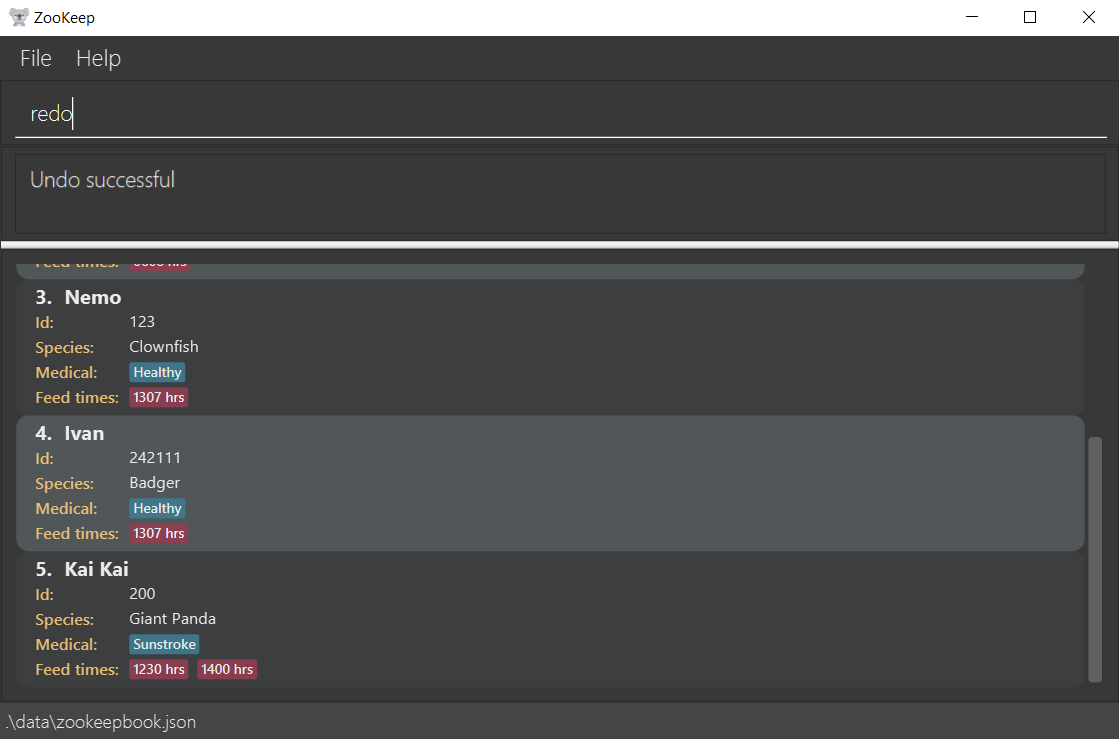 ZooKeep
File Help
redo
Undo successful
Feed times:
3. Nemo
Id: 123
Species: Clownfish
Medical: Healthy
Feed times: 1307 hrs
4. Ivan
Id: 242111
Species: Badger
Medical: Healthy
Feed times: 1307 hrs
5. Kai Kai
Id: 200
Species: Giant Panda
Medical: Sunstroke
Feed times: 1230 hrs 1400 hrs
.\data\zookeepbook.json